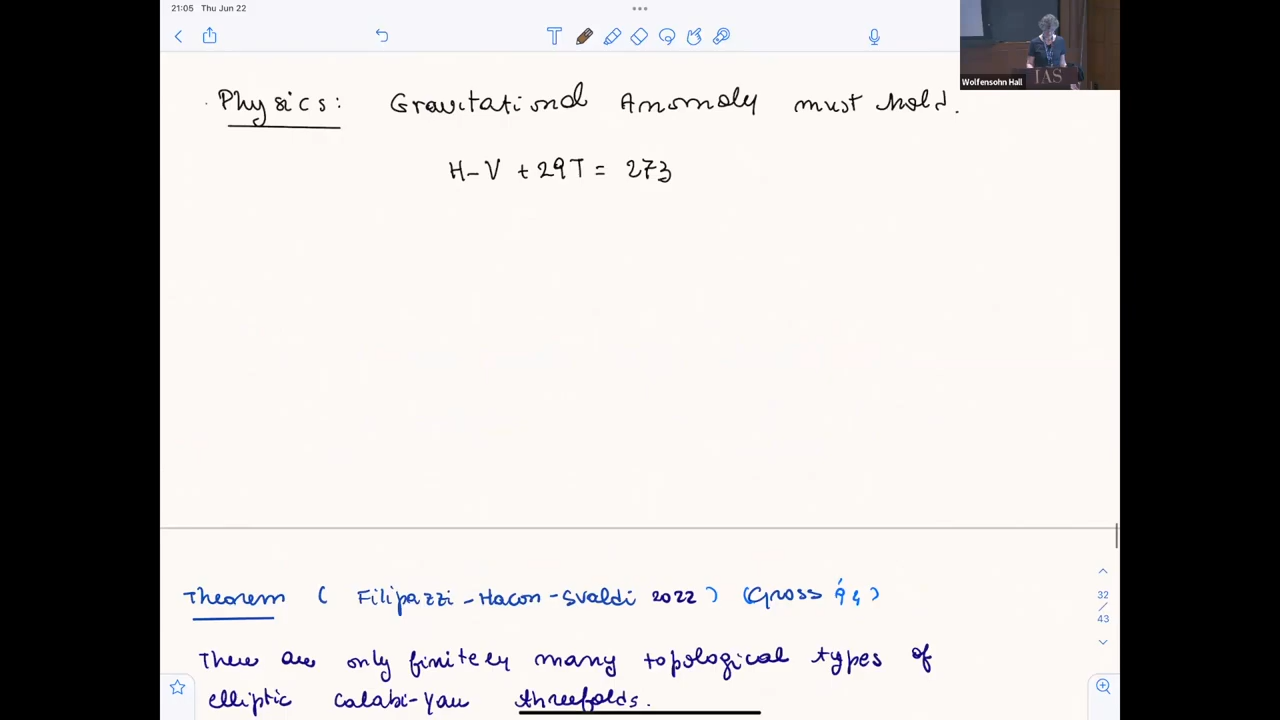 21:05 Thu Jun 22
IAS
Wolfensohn Hall
Physics: Gravitational Anomaly must hold.
H-V + 29T = 273
Theorem ( Filipazzi - Hacon - Svaldi 2022 ) (Gross '94)
32
/
43
There are only finitely many topological types of
elliptic Calabi-Yau threefolds.